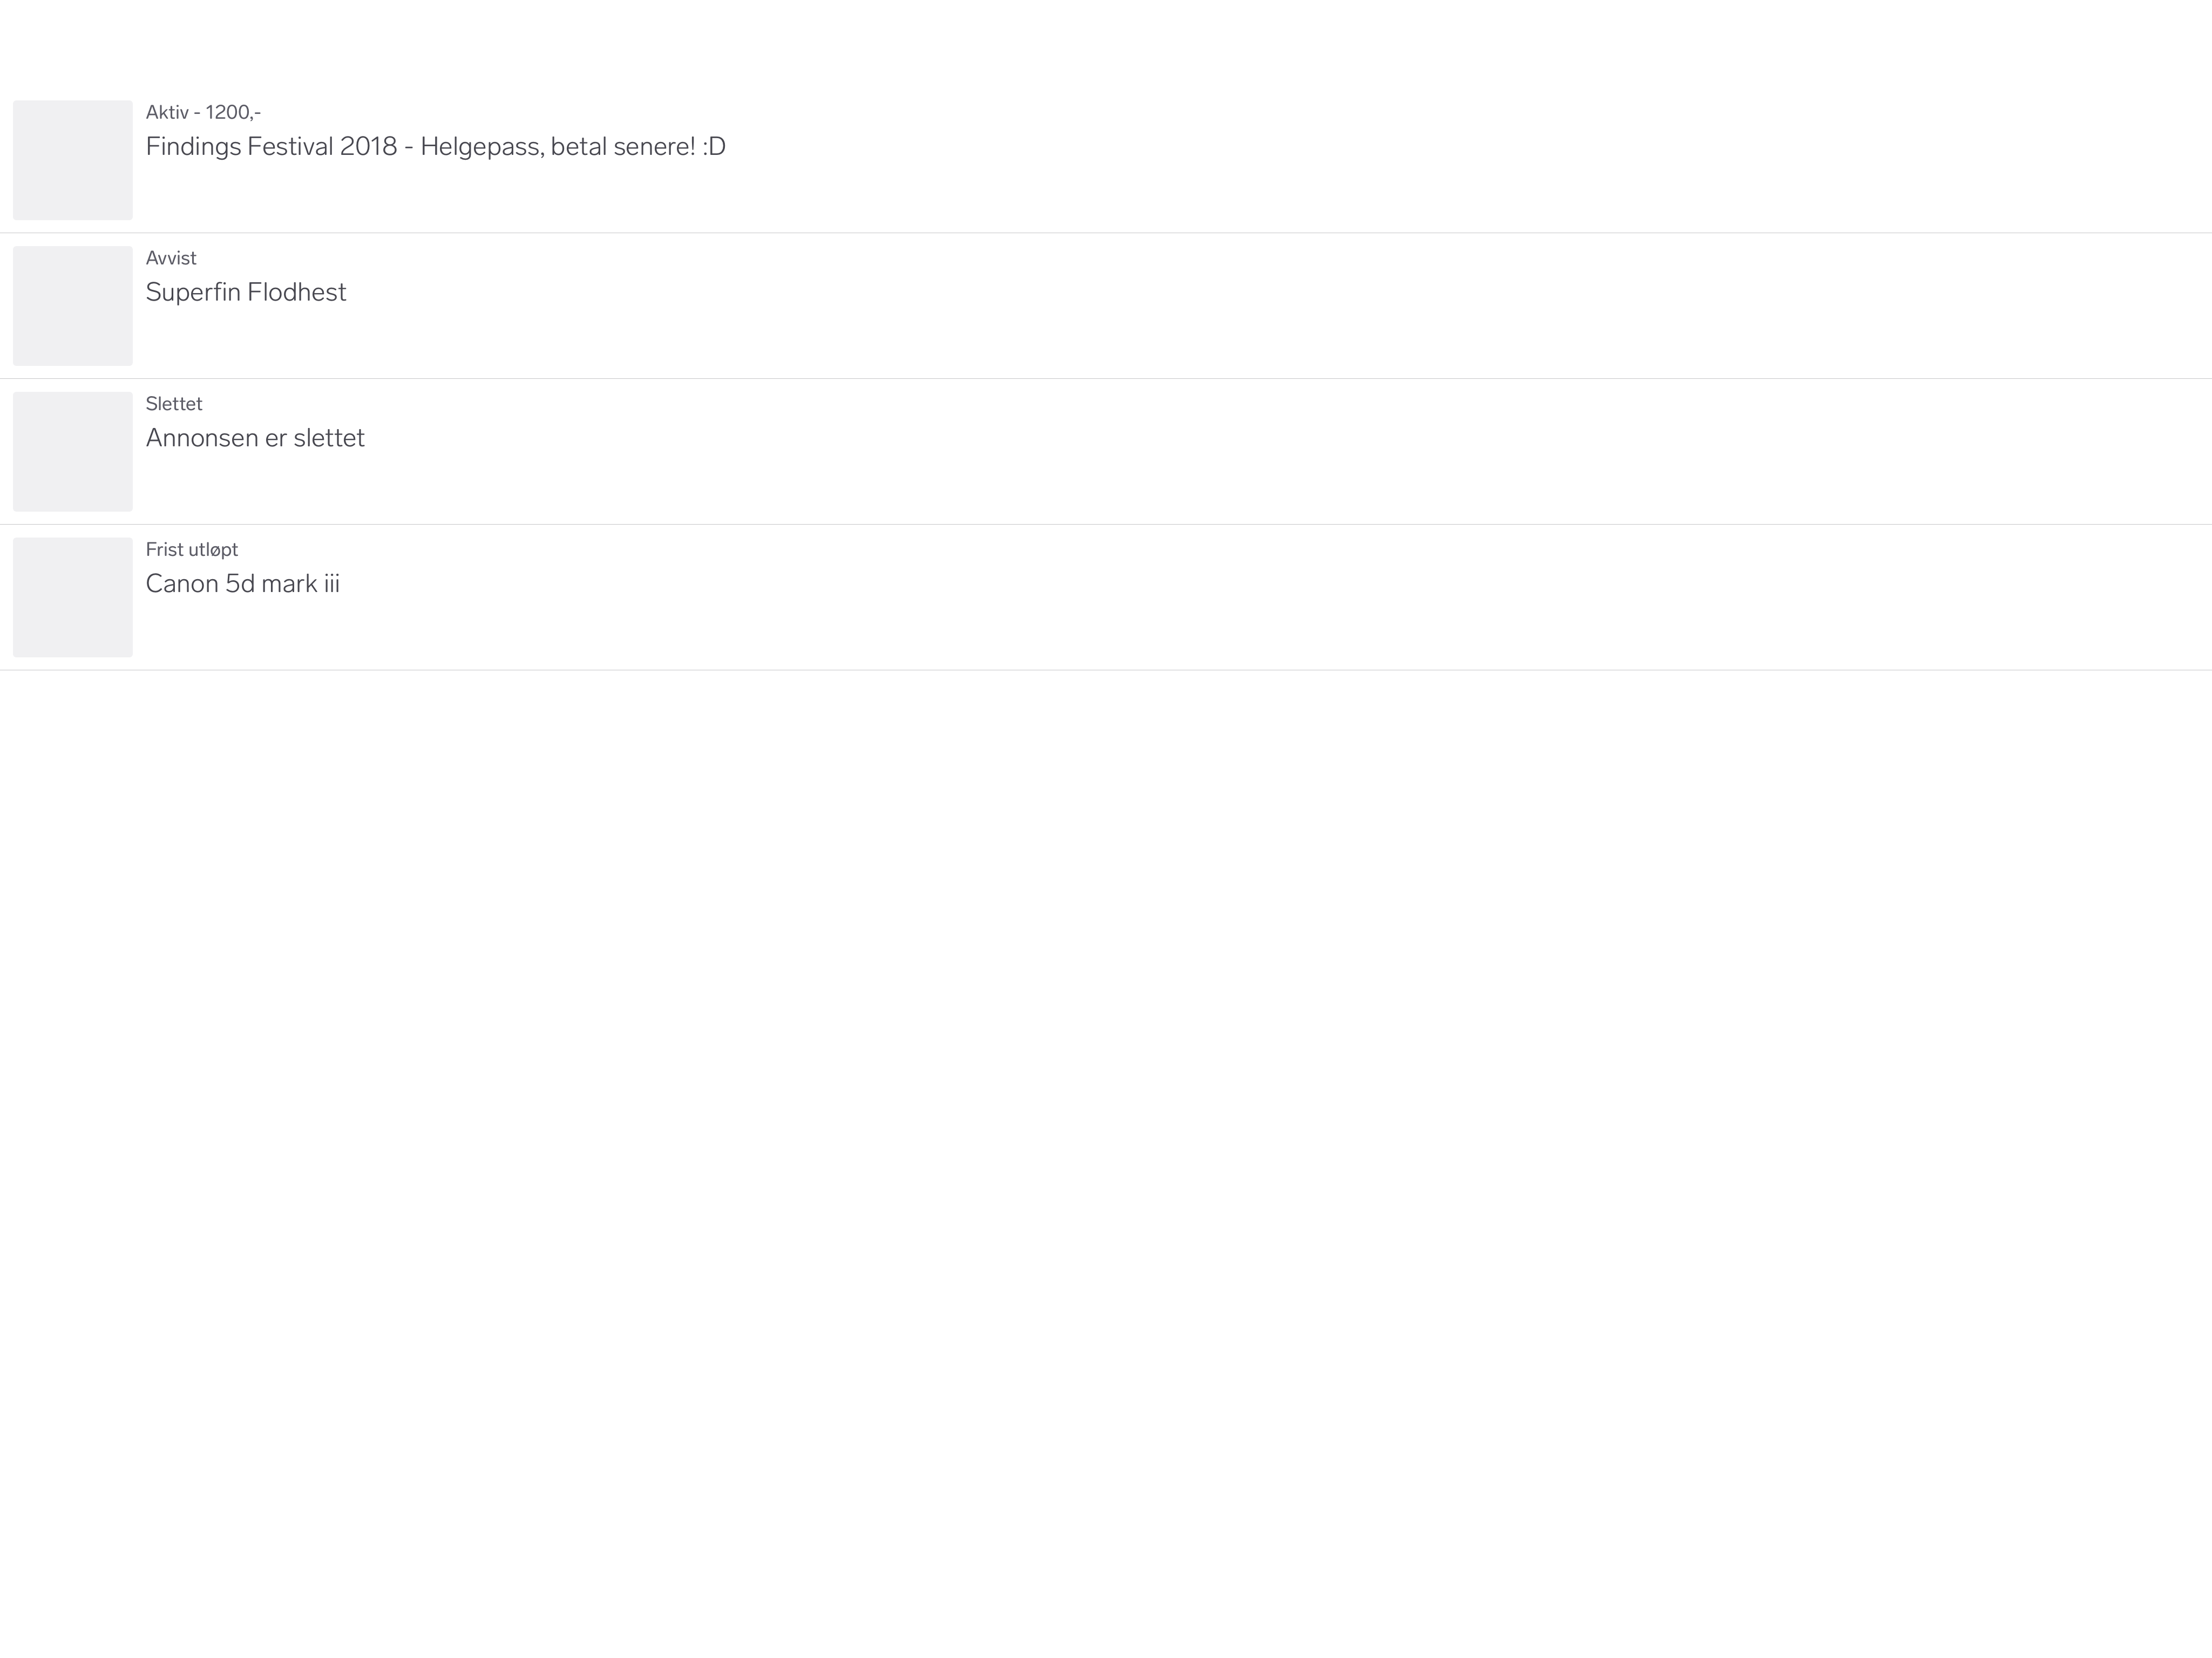 Aktiv - 1200,-
Findings Festival 2018 - Helgepass, betal senere! :D
Avvist
Superfin Flodhest
Slettet
Annonsen er slettet
Frist utløpt
Canon 5d mark iii